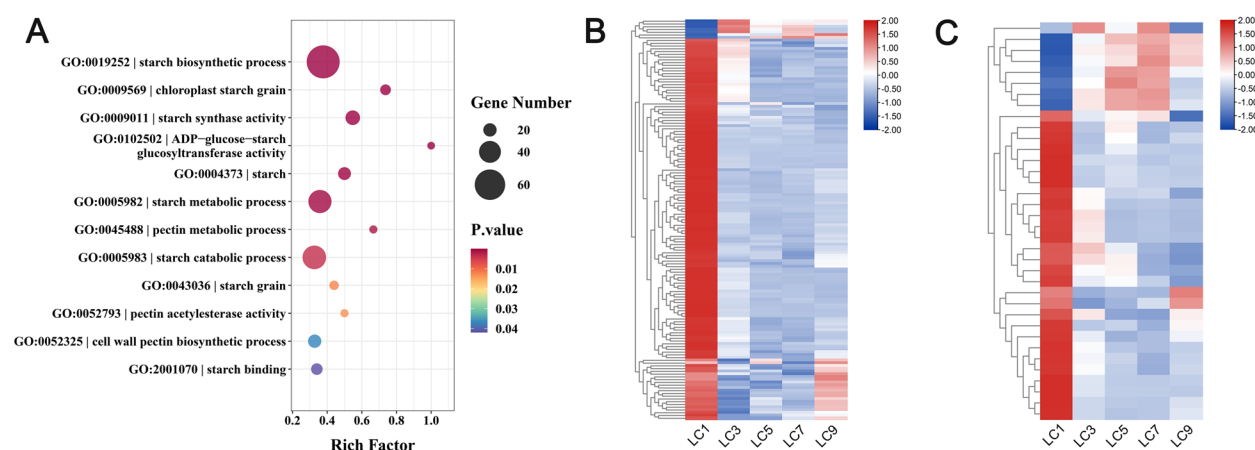 A
GO:0019252 | starch biosynthetic process
GO:0009569 | chloroplast starch grain
GO:0009011 | starch synthase activity
GO:0102502 | ADP−glucose−starch
glucosyltransferase activity
GO:0004373 | starch
GO:0005982 | starch metabolic process
GO:0045488 | pectin metabolic process
GO:0005983 | starch catabolic process
GO:0043036 | starch grain
GO:0052793 | pectin acetylesterase activity
GO:0052325 | cell wall pectin biosynthetic process
GO:2001070 | starch binding
0.2 0.4 0.6 0.8 1.0
Rich Factor
Gene Number
20
40
60
P.value
0.01
0.02
0.03
0.04
B
2.00
1.50
1.00
0.50
0.00
-0.50
-1.00
-1.50
-2.00
LC1 LC3 LC5 LC7 LC9
C
2.00
1.50
1.00
0.50
0.00
-0.50
-1.00
-1.50
-2.00
LC1 LC3 LC5 LC7 LC9